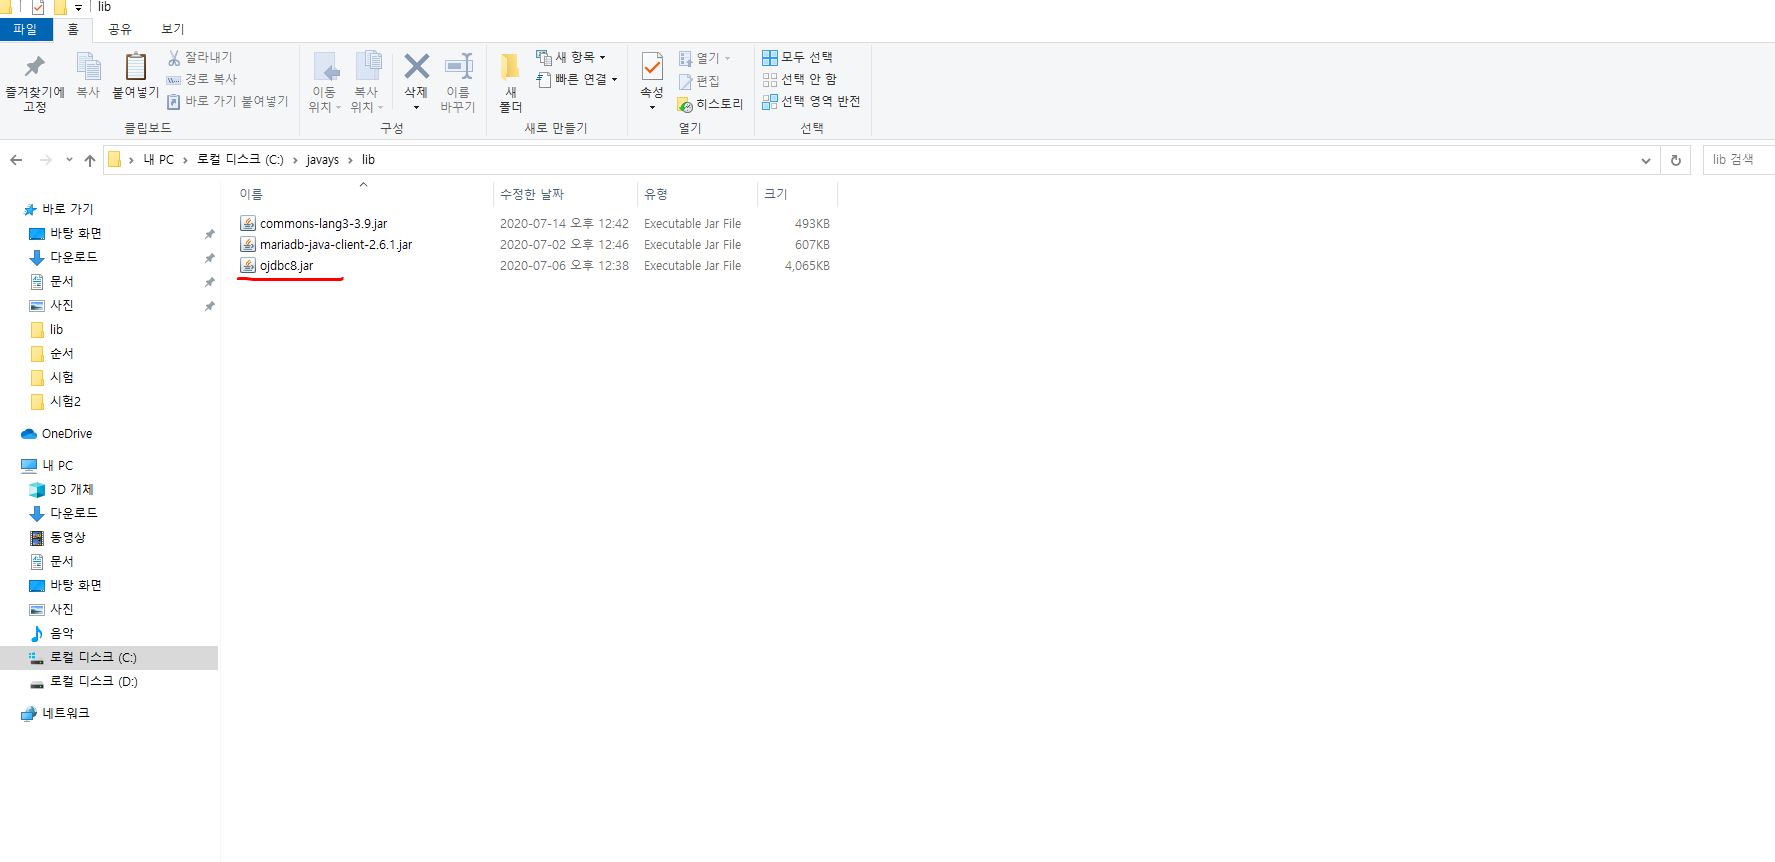 lib
파일 홈 공유 보기
즐겨찾기에 고정
복사
붙여넣기
잘라내기
경로 복사
바로 가기 붙여넣기
클립보드
이동 위치
복사 위치
삭제
이름 바꾸기
구성
새 폴더
새 항목
빠른 연결
새로 만들기
속성
열기
편집
히스토리
열기
모두 선택
선택 안 함
선택 영역 반전
선택
내 PC › 로컬 디스크 (C:) › javays › lib
lib 검색
이름 수정한 날짜 유형 크기
commons-lang3-3.9.jar 2020-07-14 오후 12:42 Executable Jar File 493KB
mariadb-java-client-2.6.1.jar 2020-07-02 오후 12:46 Executable Jar File 607KB
ojdbc8.jar 2020-07-06 오후 12:38 Executable Jar File 4,065KB
바로 가기
바탕 화면
다운로드
문서
사진
lib
순서
시험
시험2
OneDrive
내 PC
3D 개체
다운로드
동영상
문서
바탕 화면
사진
음악
로컬 디스크 (C:)
로컬 디스크 (D:)
네트워크